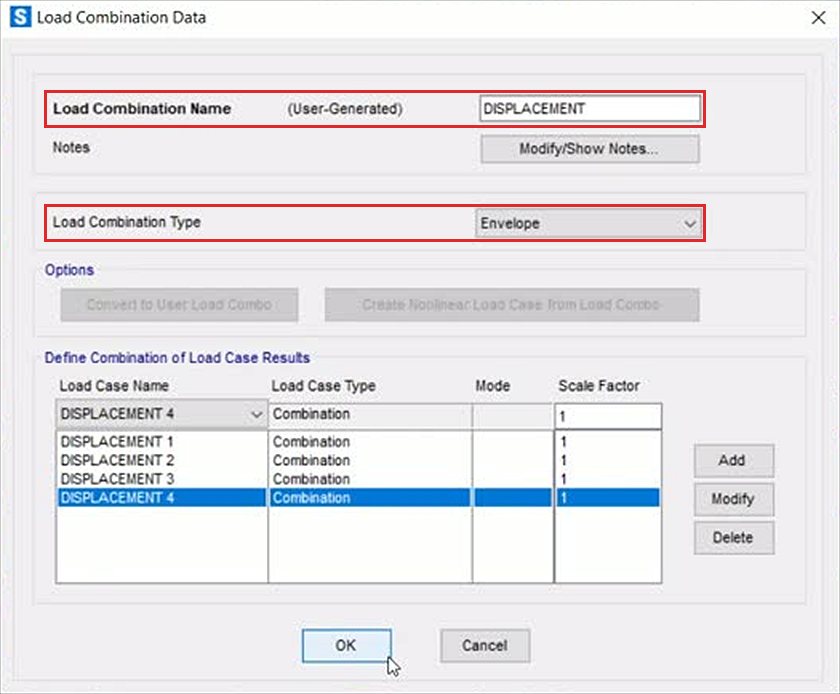 S Load Combination Data
Load Combination Name (User-Generated) DISPLACEMENT
Notes Modify/Show Notes...
Load Combination Type Envelope
Options
Convert to User Load Combo Create Nonlinear Load Case from Load Combo
Define Combination of Load Case Results
Load Case Name Load Case Type Mode Scale Factor
DISPLACEMENT 4 Combination 1
DISPLACEMENT 1 Combination 1
DISPLACEMENT 2 Combination 1
DISPLACEMENT 3 Combination 1
DISPLACEMENT 4 Combination 1
Add
Modify
Delete
OK Cancel